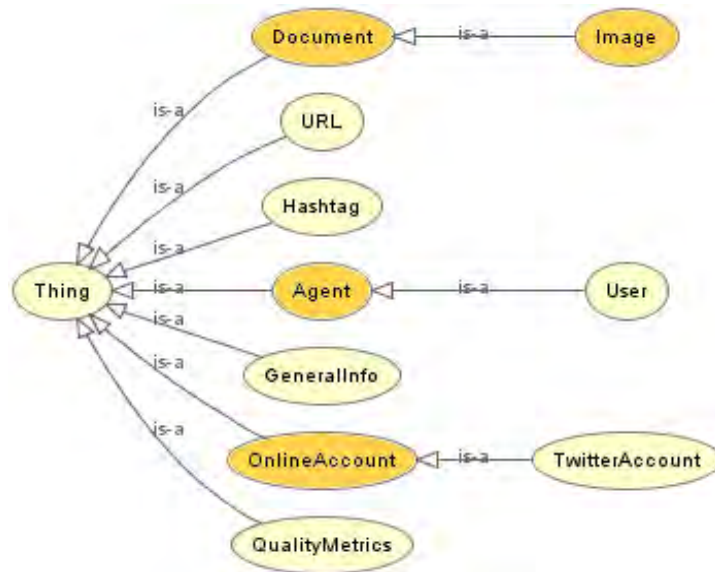 Document
is-a
Image
is-a
URL
is-a
Hashtag
is-a
Thing
is-a
Agent
is-a
User
is-a
GeneralInfo
is-a
OnlineAccount
is-a
TwitterAccount
is-a
QualityMetrics